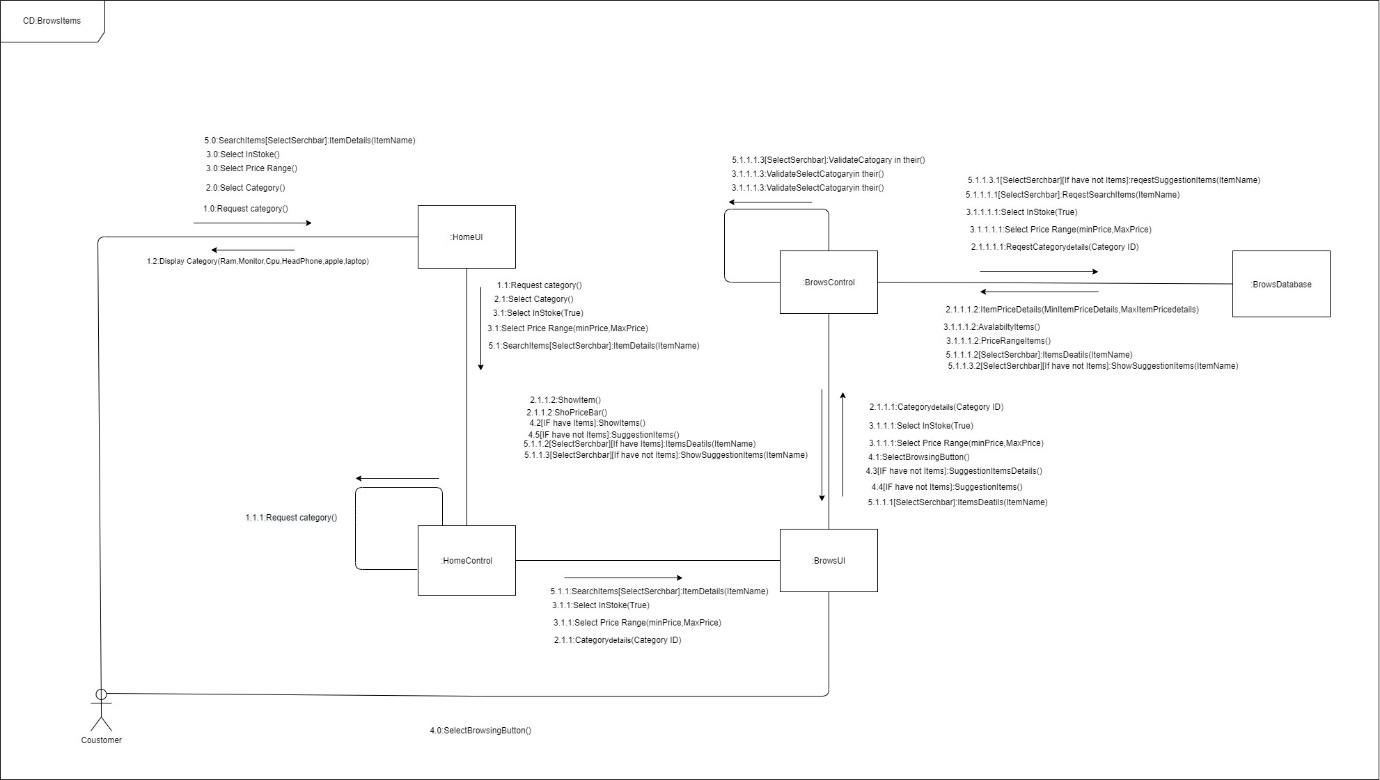 CD:BrowsItems
5.0:SearchItems[SelectSerchbar]:ItemDetails(ItemName)
3.0:Select InStoke()
3.0:Select Price Range()
2.0:Select Category()
1.0:Request category()
1.2:Display Category(Ram,Monitor,Cpu,HeadPhone,apple,laptop)
:HomeUI
1.1:Request category()
2.1:Select Category()
3.1:Select InStoke(True)
3.1:Select Price Range(minPrice,MaxPrice)
5.1:SearchItems[SelectSerchbar]:ItemDetails(ItemName)
5.1.1.1.3[SelectSerchbar]:ValidateCatogary in their()
3.1.1.1.3:ValidateSelectCatogaryin their()
3.1.1.1.3:ValidateSelectCatogaryin their()
:BrowsControl
5.1.1.3.1[SelectSerchbar][If have not Items]:reqestSuggestionItems(ItemName)
5.1.1.1.1[SelectSerchbar]:ReqestSearchItems(ItemName)
3.1.1.1.1:Select InStoke(True)
3.1.1.1.1:Select Price Range(minPrice,MaxPrice)
2.1.1.1.1:ReqestCategorydetails(Category ID)
:BrowsDatabase
2.1.1.1.2:ItemPriceDetails(MinItemPriceDetails,MaxItemPricedetails)
3.1.1.1.2:AvalabiltyItems()
3.1.1.1.2:PriceRangeItems()
5.1.1.1.2[SelectSerchbar]:ItemsDeatils(ItemName)
5.1.1.3.2[SelectSerchbar][If have not Items]:ShowSuggestionItems(ItemName)
2.1.1.2:ShowItem()
2.1.1.2:ShoPriceBar()
4.2[IF have Items]:ShowItems()
4.5[IF have not Items]:SuggestionItems()
5.1.1.2[SelectSerchbar][If have Items]:ItemsDeatils(ItemName)
5.1.1.3[SelectSerchbar][If have not Items]:ShowSuggestionItems(ItemName)
2.1.1.1:Categorydetails(Category ID)
3.1.1.1:Select InStoke(True)
3.1.1.1:Select Price Range(minPrice,MaxPrice)
4.1:SelectBrowsingButton()
4.3[IF have not Items]:SuggestionItemsDetails()
4.4[IF have not Items]:SuggestionItems()
5.1.1.1[SelectSerchbar]:ItemsDeatils(ItemName)
1.1.1:Request category()
:HomeControl
:BrowsUI
5.1.1:SearchItems[SelectSerchbar]:ItemDetails(ItemName)
3.1.1:Select InStoke(True)
3.1.1:Select Price Range(minPrice,MaxPrice)
2.1.1:Categorydetails(Category ID)
4.0:SelectBrowsingButton()
Coustomer